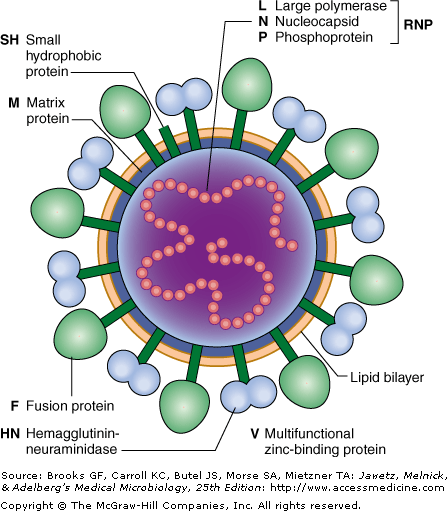 L Large polymerase
N Nucleocapsid
P Phosphoprotein
RNP
SH Small
hydrophobic
protein
M Matrix
protein
Lipid bilayer
F Fusion protein
HN Hemagglutinin-
neuraminidase
V Multifunctional
zinc-binding protein
Source: Brooks GF, Carroll KC, Butel JS, Morse SA, Mietzner TA: Jawetz, Melnick,
& Adelberg's Medical Microbiology, 25th Edition: http://www.accessmedicine.com
Copyright © The McGraw-Hill Companies, Inc. All rights reserved.